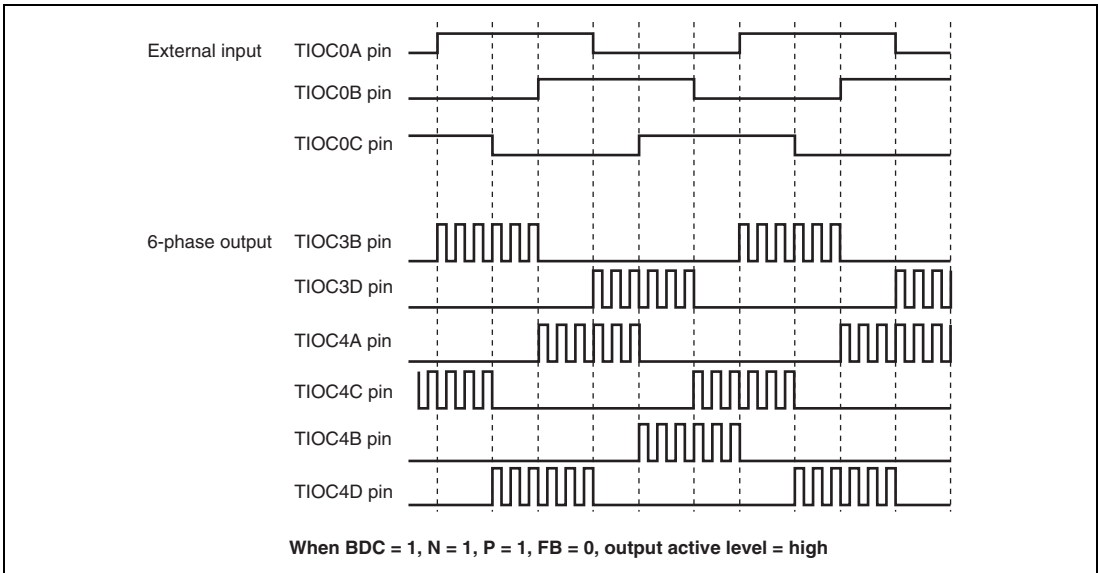 External input TIOC0A pin
TIOC0B pin
TIOC0C pin
6-phase output TIOC3B pin
TIOC3D pin
TIOC4A pin
TIOC4C pin
TIOC4B pin
TIOC4D pin
When BDC = 1, N = 1, P = 1, FB = 0, output active level = high